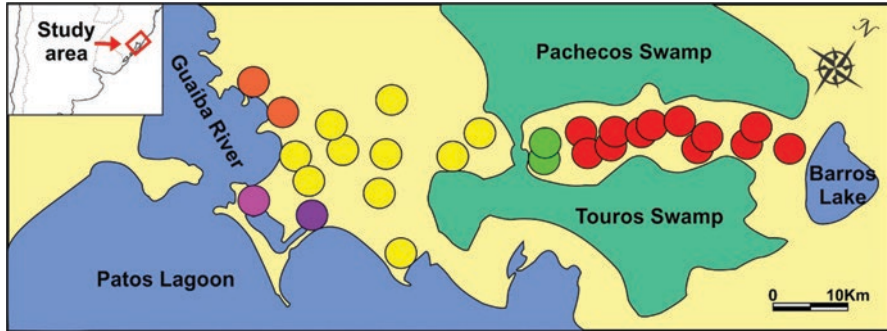 Study
area
Guaiba River
Pachecos Swamp
N
Barros
Lake
Touros Swamp
Patos Lagoon
0 10Km